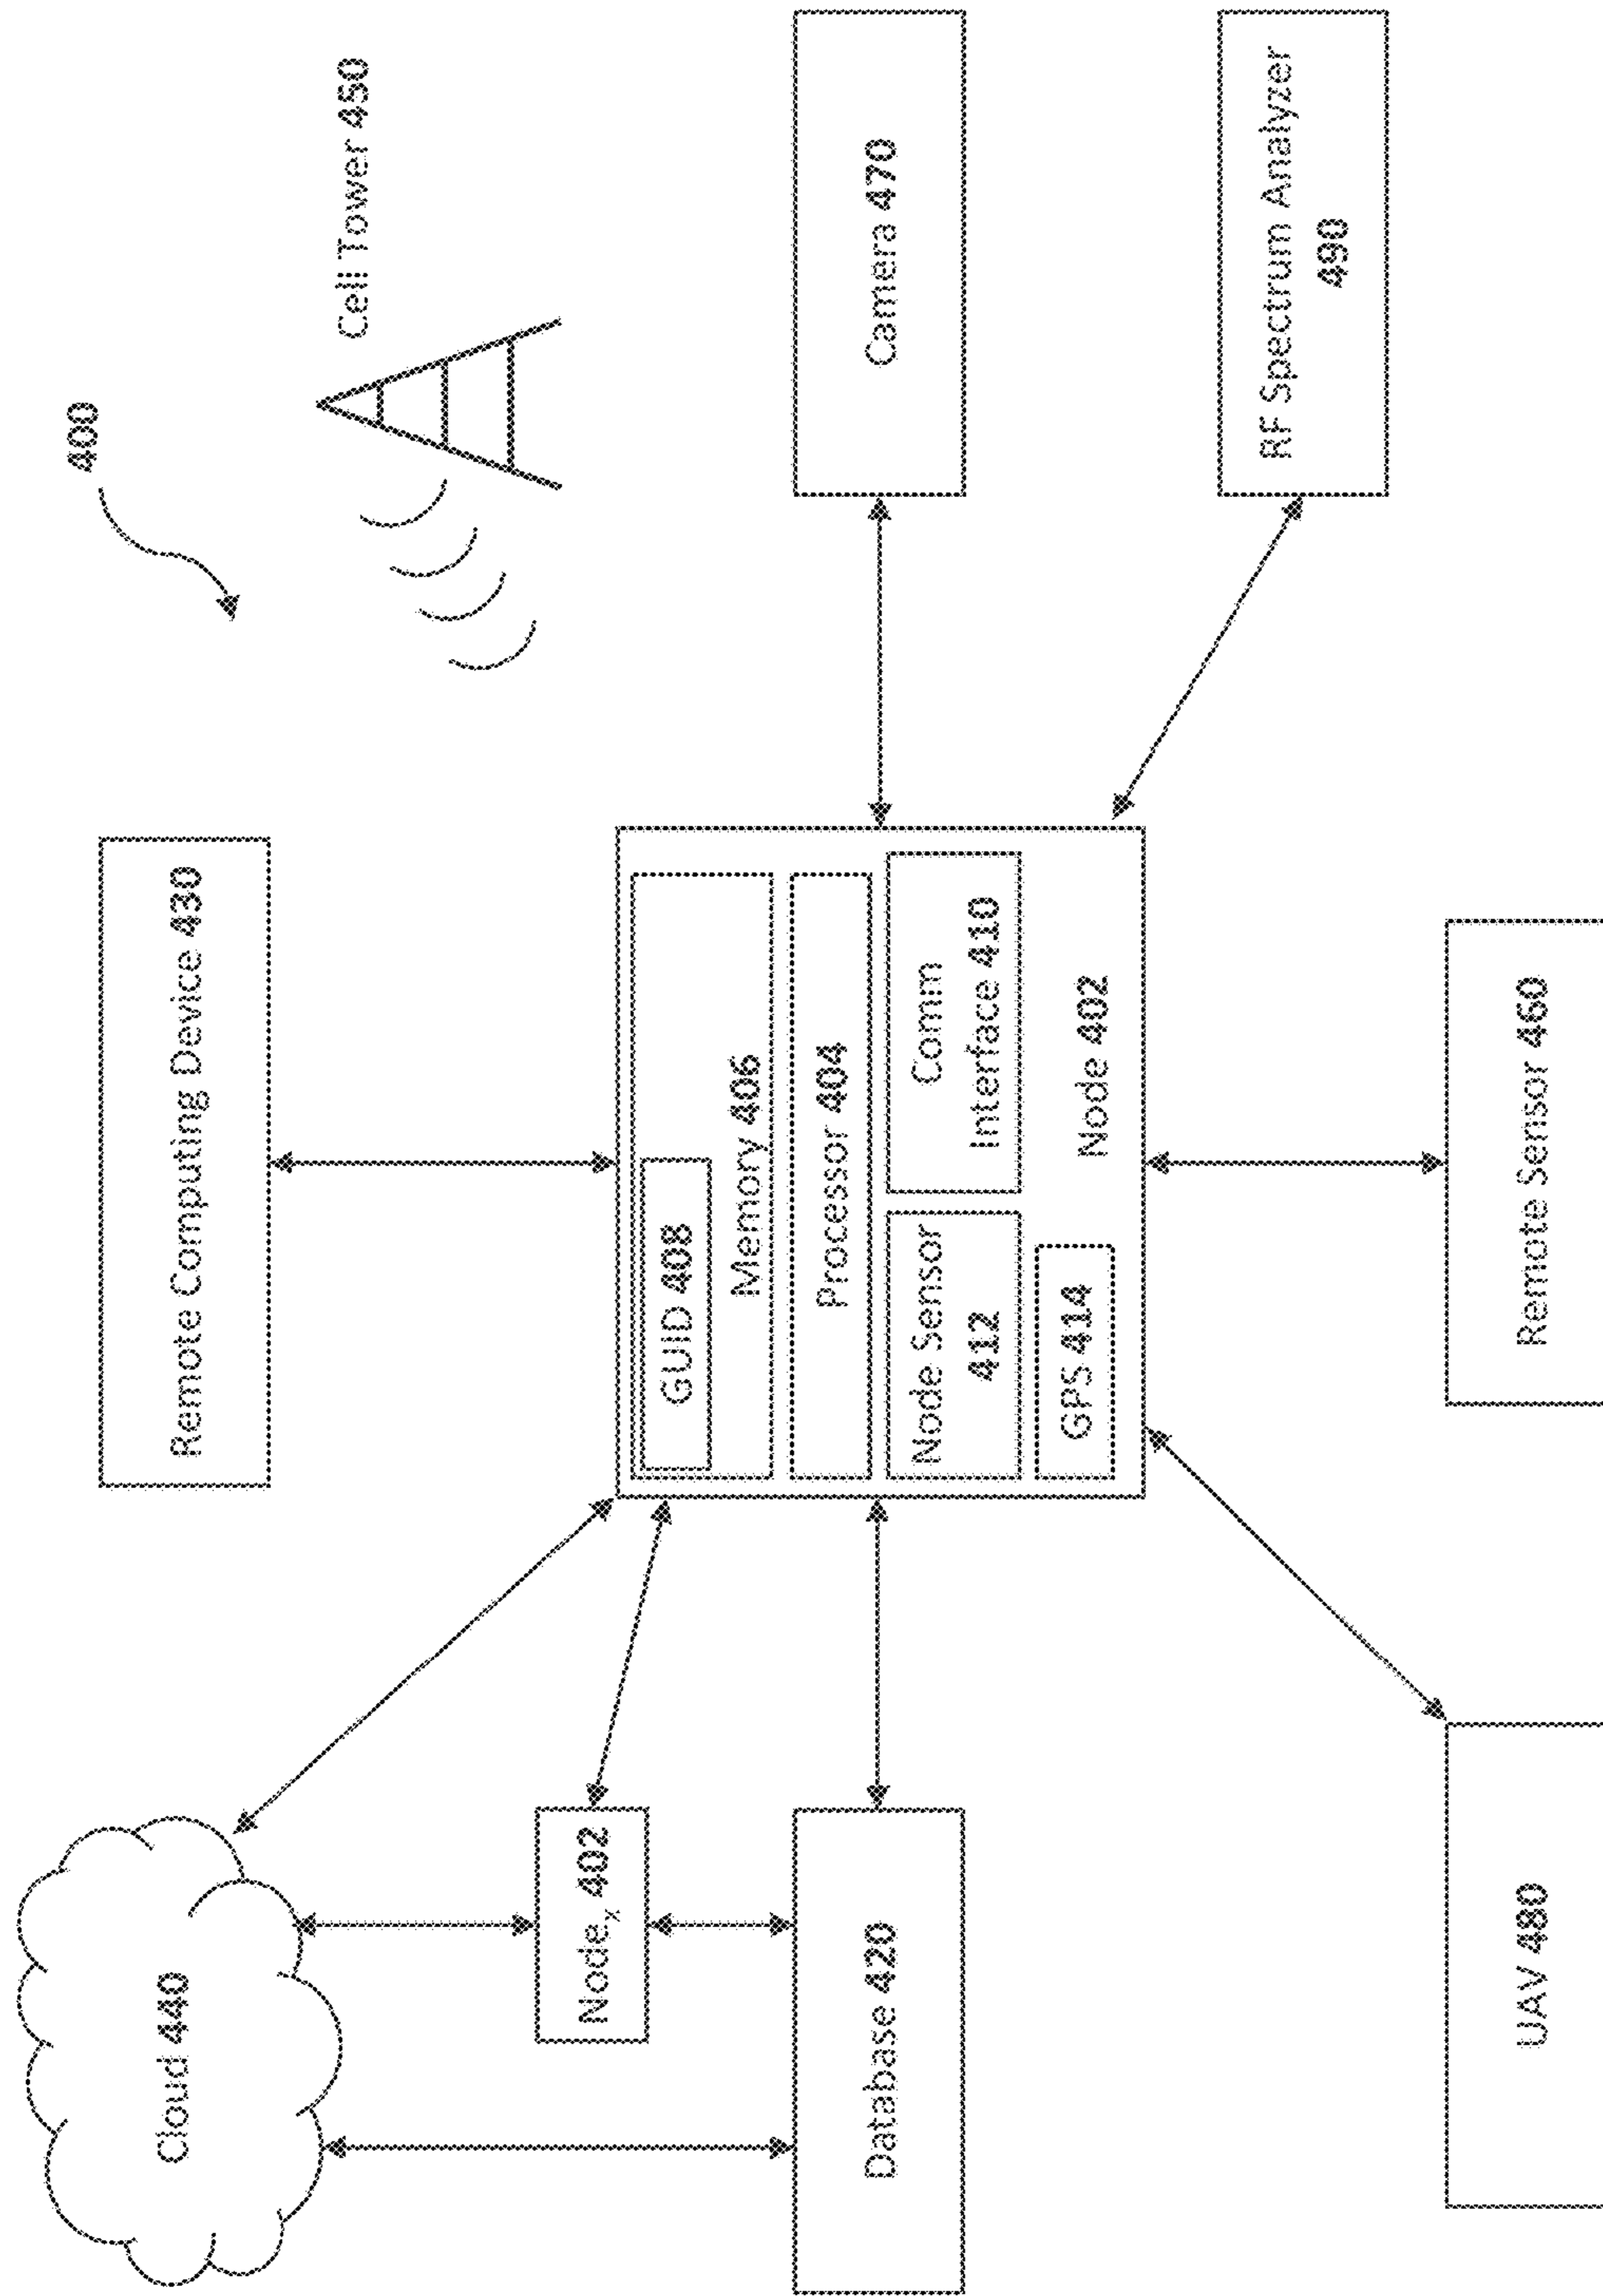 400
Cell Tower 450
Remote Computing Device 430
Cloud 440
Node_x 402
Database 420
GUID 408
Memory 406
Processor 404
Node Sensor
412
Comm
Interface 410
GPS 414
Node 402
Camera 470
RF Spectrum Analyzer
490
UAV 480
Remote Sensor 460